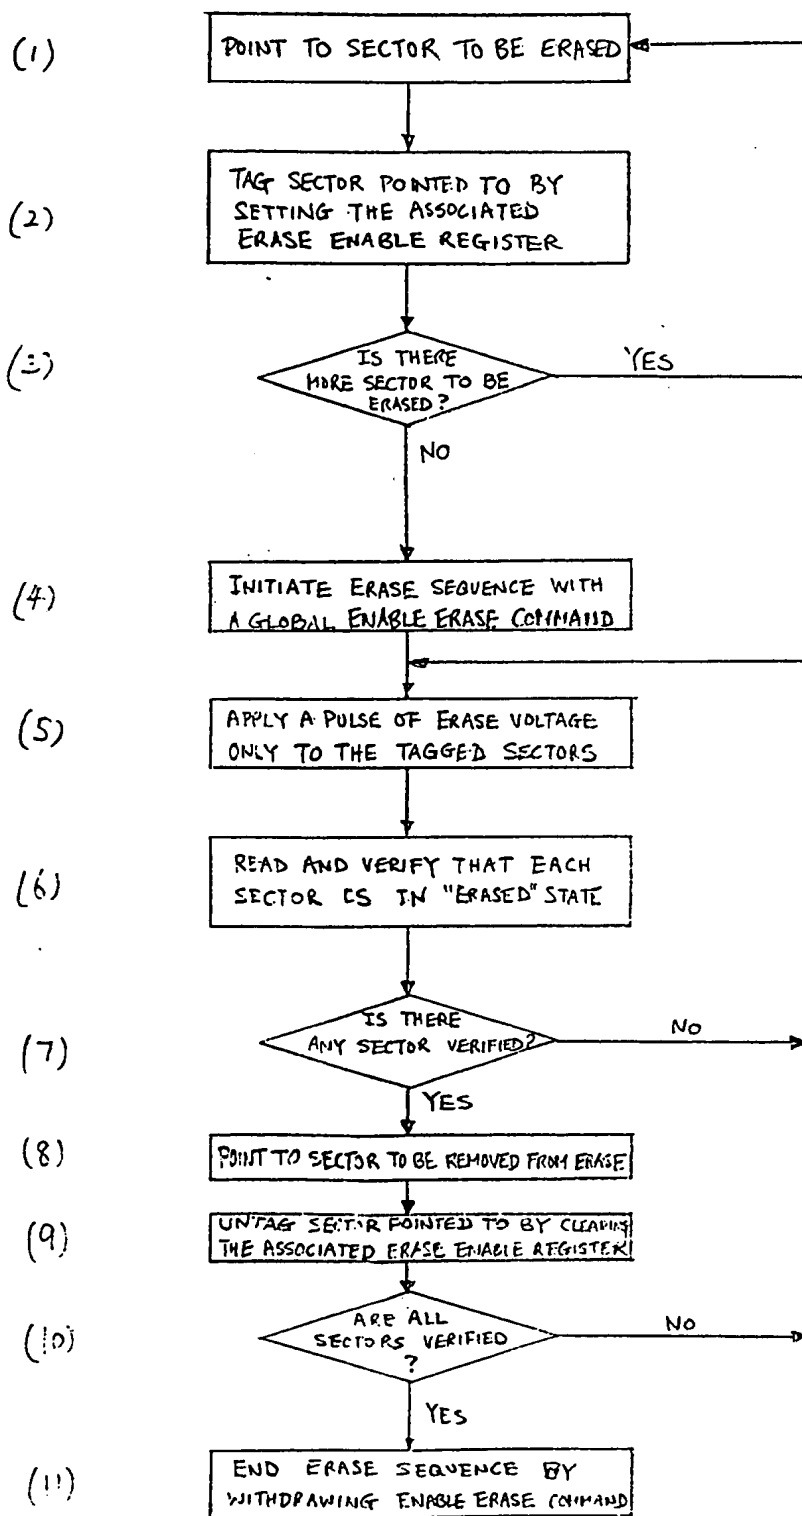 (1)
POINT TO SECTOR TO BE ERASED
(2)
TAG SECTOR POINTED TO BY
SETTING THE ASSOCIATED
ERASE ENABLE REGISTER
(3)
IS THERE
MORE SECTOR TO BE
ERASED?
YES
NO
(4)
INITIATE ERASE SEQUENCE WITH
A GLOBAL ENABLE ERASE COMMAND
(5)
APPLY A PULSE OF ERASE VOLTAGE
ONLY TO THE TAGGED SECTORS
(6)
READ AND VERIFY THAT EACH
SECTOR IS IN "ERASED" STATE
(7)
IS THERE
ANY SECTOR VERIFIED?
NO
YES
(8)
POINT TO SECTOR TO BE REMOVED FROM ERASE
(9)
UNTAG SECTOR POINTED TO BY CLEARING
THE ASSOCIATED ERASE ENABLE REGISTER
(10)
ARE ALL
SECTORS VERIFIED
?
NO
YES
(11)
END ERASE SEQUENCE BY
WITHDRAWING ENABLE ERASE COMMAND